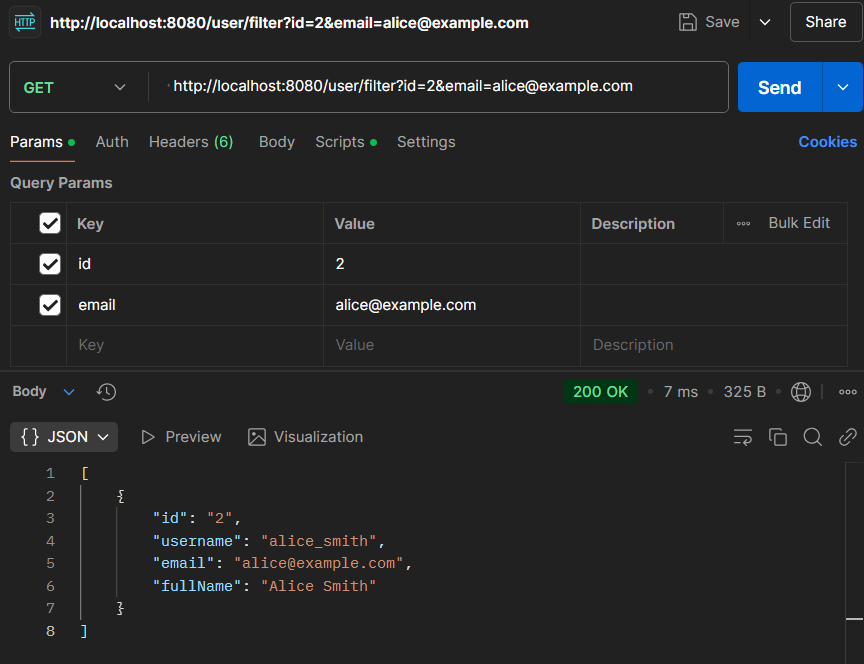 HTTP http://localhost:8080/user/filter?id=2&email=alice@example.com Save Share
GET http://localhost:8080/user/filter?id=2&email=alice@example.com Send
Params Auth Headers (6) Body Scripts Settings Cookies
Query Params
Key Value Description Bulk Edit
id 2
email alice@example.com
Key Value Description
Body 200 OK 7 ms 325 B
{} JSON Preview Visualization
1 [
2 {
3 "id": "2",
4 "username": "alice_smith",
5 "email": "alice@example.com",
6 "fullName": "Alice Smith"
7 }
8 ]